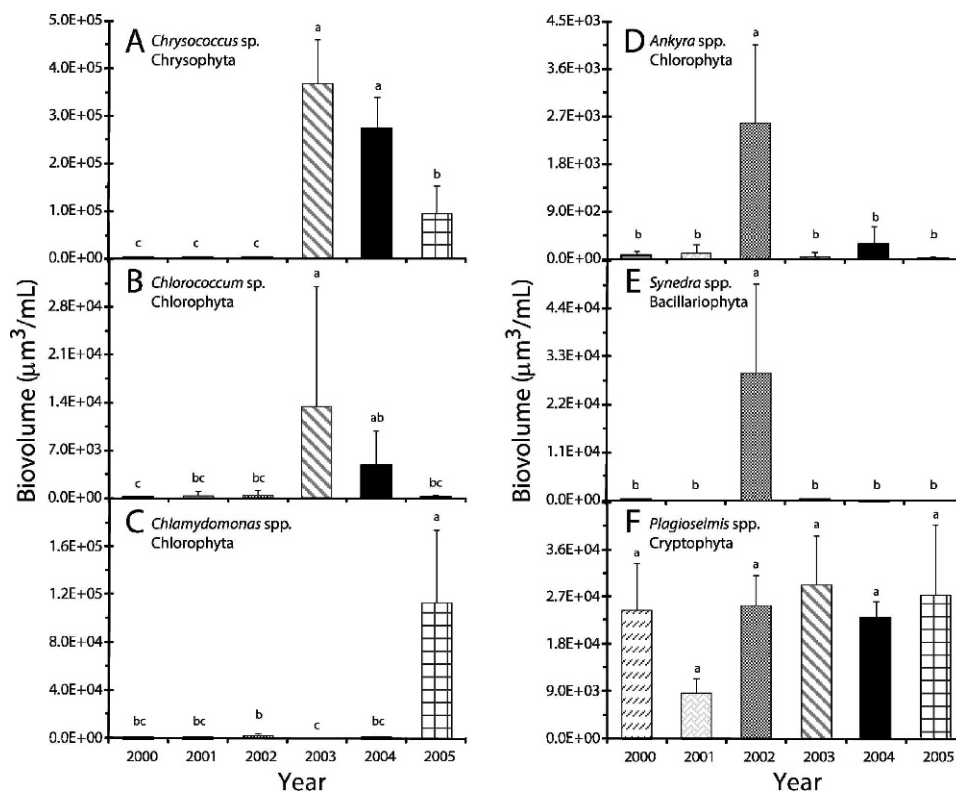 Biovolume (μm³/mL)
A Chrysococcus sp.
Chrysophyta
5.0E+05
4.0E+05
3.0E+05
2.0E+05
1.0E+05
0.0E+00
c c c a a b
B Chlorococcum sp.
Chlorophyta
2.8E+04
2.1E+04
1.4E+04
7.0E+03
0.0E+00
c bc bc a ab bc
C Chlamydomonas spp.
Chlorophyta
1.6E+05
1.2E+05
8.0E+04
4.0E+04
0.0E+00
bc bc b c bc a
2000 2001 2002 2003 2004 2005
Year
Biovolume (μm³/mL)
D Ankyra spp.
Chlorophyta
4.5E+03
3.6E+03
2.7E+03
1.8E+03
9.0E+02
0.0E+00
b b a b b b
E Synedra spp.
Bacillariophyta
4.4E+04
3.3E+04
2.2E+04
1.1E+04
0.0E+00
b b a b b b
F Plagioselmis spp.
Cryptophyta
3.6E+04
2.7E+04
1.8E+04
9.0E+03
0.0E+00
a a a a a a
2000 2001 2002 2003 2004 2005
Year